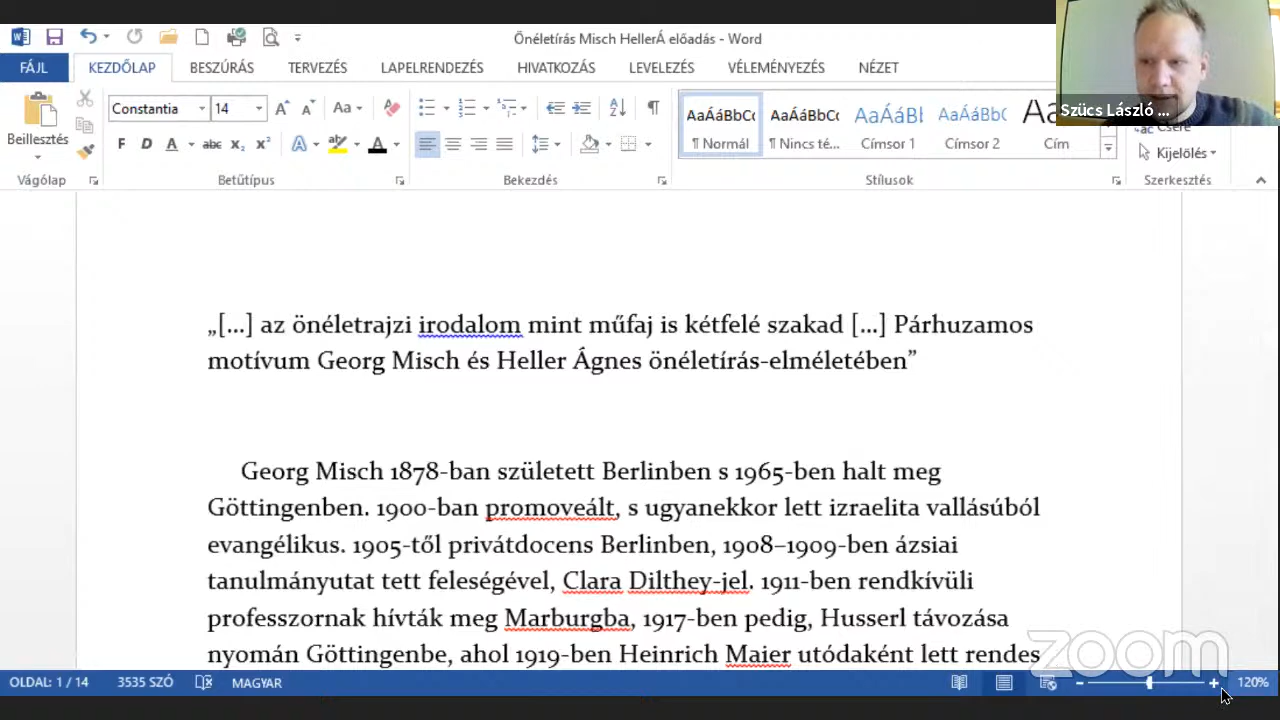 Önéletírás Misch HellerÁ előadás - Word
FÁJL KEZDŐLAP BESZÚRÁS TERVEZÉS LAPELRENDEZÉS HIVATKOZÁS LEVELEZÉS VÉLEMÉNYEZÉS NÉZET
Szücs László ...
Beillesztés
Constantia 14 Aa
F D A abc x₂ x² A A
AaÁáBbCc AaÁáBbCc AaÁáBl AaÁáBbC Aa
¶ Normál ¶ Nincs té... Címsor 1 Címsor 2 Cím
Csere
Kijelölés
Vágólap Betűtípus Bekezdés Stílusok Szerkesztés
„[...] az önéletrajzi irodalom mint műfaj is kétfelé szakad [...] Párhuzamos
motívum Georg Misch és Heller Ágnes önéletírás-elméletében”
Georg Misch 1878-ban született Berlinben s 1965-ben halt meg
Göttingenben. 1900-ban promoveált, s ugyanekkor lett izraelita vallásúból
evangélikus. 1905-től privátdocens Berlinben, 1908–1909-ben ázsiai
tanulmányutat tett feleségével, Clara Dilthey-jel. 1911-ben rendkívüli
professzornak hívták meg Marburgba, 1917-ben pedig, Husserl távozása
nyomán Göttingenbe, ahol 1919-ben Heinrich Maier utódaként lett rendes
zoom
OLDAL: 1 / 14 3535 SZÓ MAGYAR 120%